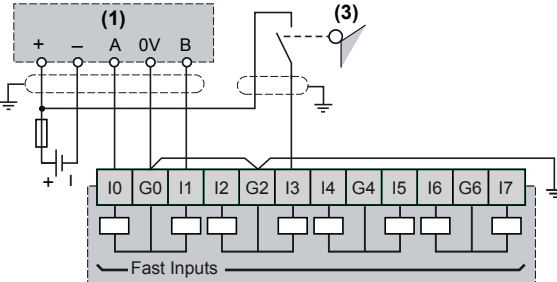 (1)
(3)
+ – A 0V B
+ –
I0 G0 I1 I2 G2 I3 I4 G4 I5 I6 G6 I7
Fast Inputs